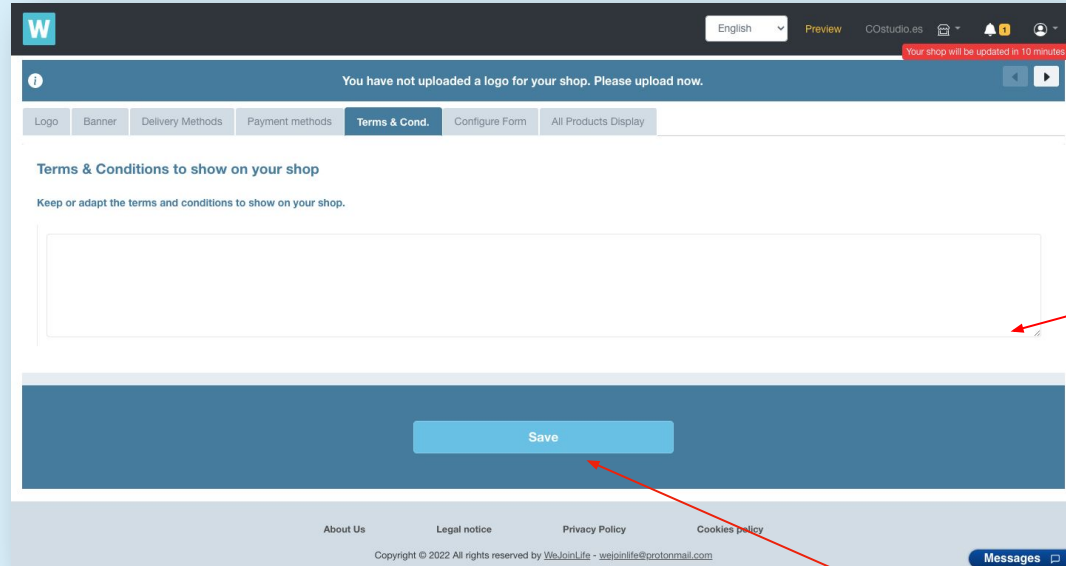 W
English
Preview
COstudio.es
1
Your shop will be updated in 10 minutes
You have not uploaded a logo for your shop. Please upload now.
Logo Banner Delivery Methods Payment methods Terms & Cond. Configure Form All Products Display
Terms & Conditions to show on your shop
Keep or adapt the terms and conditions to show on your shop.
Save
About Us Legal notice Privacy Policy Cookies policy
Copyright © 2022 All rights reserved by WeJoinLife - wejoinlife@protonmail.com
Messages